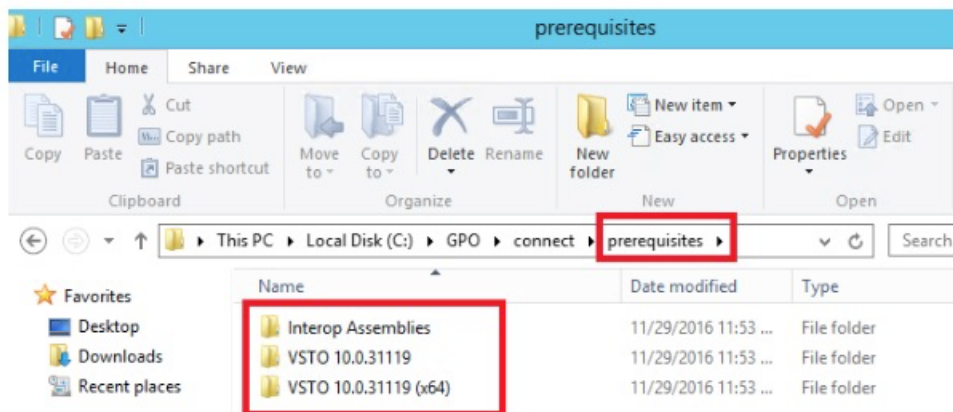 prerequisites
File Home Share View
Copy
Paste
Cut
Copy path
Paste shortcut
Clipboard
Move to
Copy to
Delete
Rename
Organize
New folder
New item
Easy access
New
Properties
Open
Edit
Open
This PC Local Disk (C:) GPO connect prerequisites
Search
Favorites
Desktop
Downloads
Recent places
Name Date modified Type
Interop Assemblies 11/29/2016 11:53 ... File folder
VSTO 10.0.31119 11/29/2016 11:53 ... File folder
VSTO 10.0.31119 (x64) 11/29/2016 11:53 ... File folder